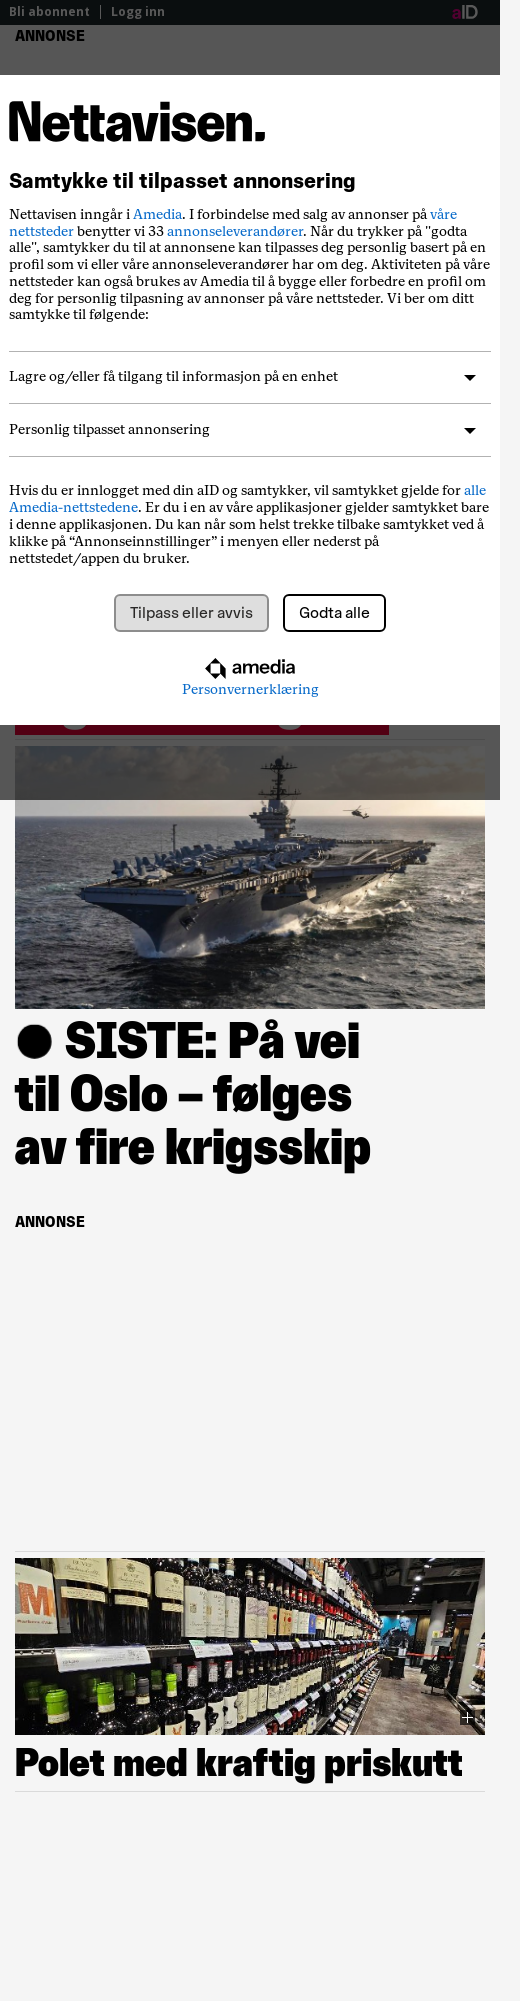 Bli abonnent | Logg inn
aID
ANNONSE
Nettavisen.
Samtykke til tilpasset annonsering
Nettavisen inngår i Amedia. I forbindelse med salg av annonser på våre
nettsteder benytter vi 33 annonseleverandører. Når du trykker på "godta
alle", samtykker du til at annonsene kan tilpasses deg personlig basert på en
profil som vi eller våre annonseleverandører har om deg. Aktiviteten på våre
nettsteder kan også brukes av Amedia til å bygge eller forbedre en profil om
deg for personlig tilpasning av annonser på våre nettsteder. Vi ber om ditt
samtykke til følgende:
Lagre og/eller få tilgang til informasjon på en enhet
Personlig tilpasset annonsering
Hvis du er innlogget med din aID og samtykker, vil samtykket gjelde for alle
Amedia-nettstedene. Er du i en av våre applikasjoner gjelder samtykket bare
i denne applikasjonen. Du kan når som helst trekke tilbake samtykket ved å
klikke på “Annonseinnstillinger” i menyen eller nederst på
nettstedet/appen du bruker.
Tilpass eller avvis
Godta alle
amedia
Personvernerklæring
SISTE: På vei
til Oslo – følges
av fire krigsskip
ANNONSE
Polet med kraftig priskutt